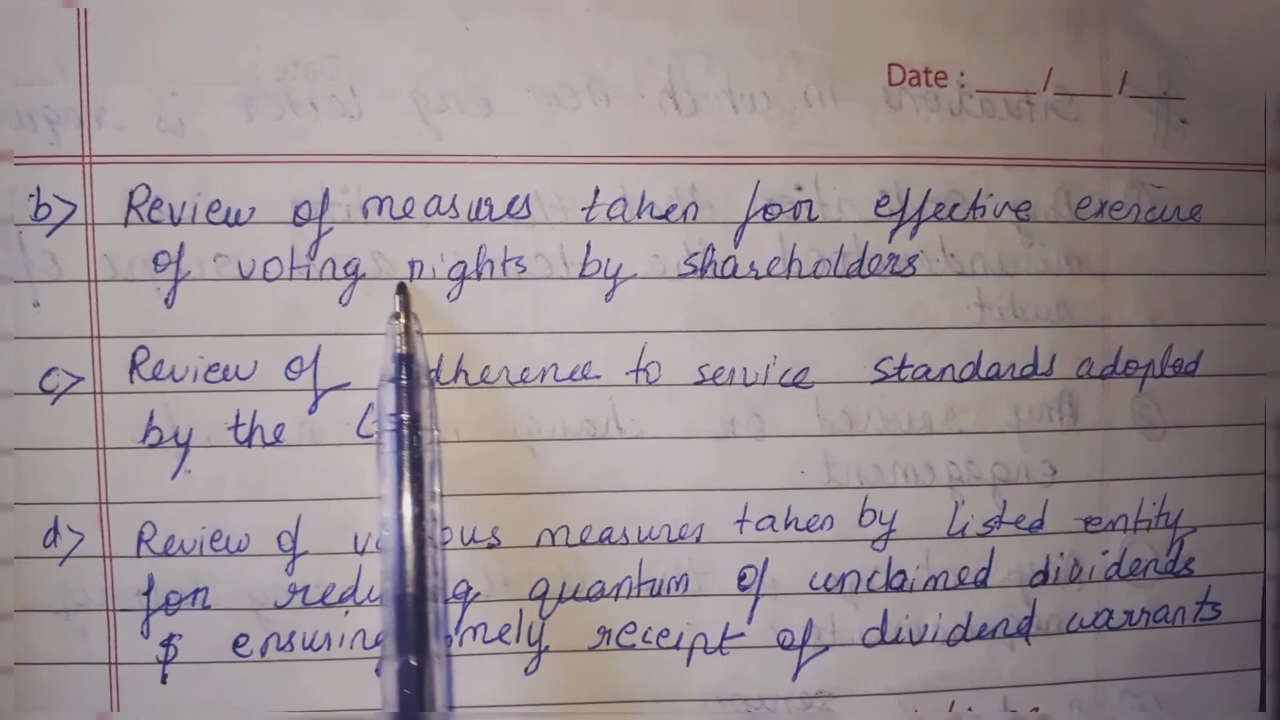 Date : ___/___/___
b) Review of measures taken for effective exercise
of voting rights by shareholders.
c) Review of adherence to service standards adopted
by the
d) Review of various measures taken by listed entity
for reducing quantum of unclaimed dividends
& ensuring timely receipt of dividend warrants